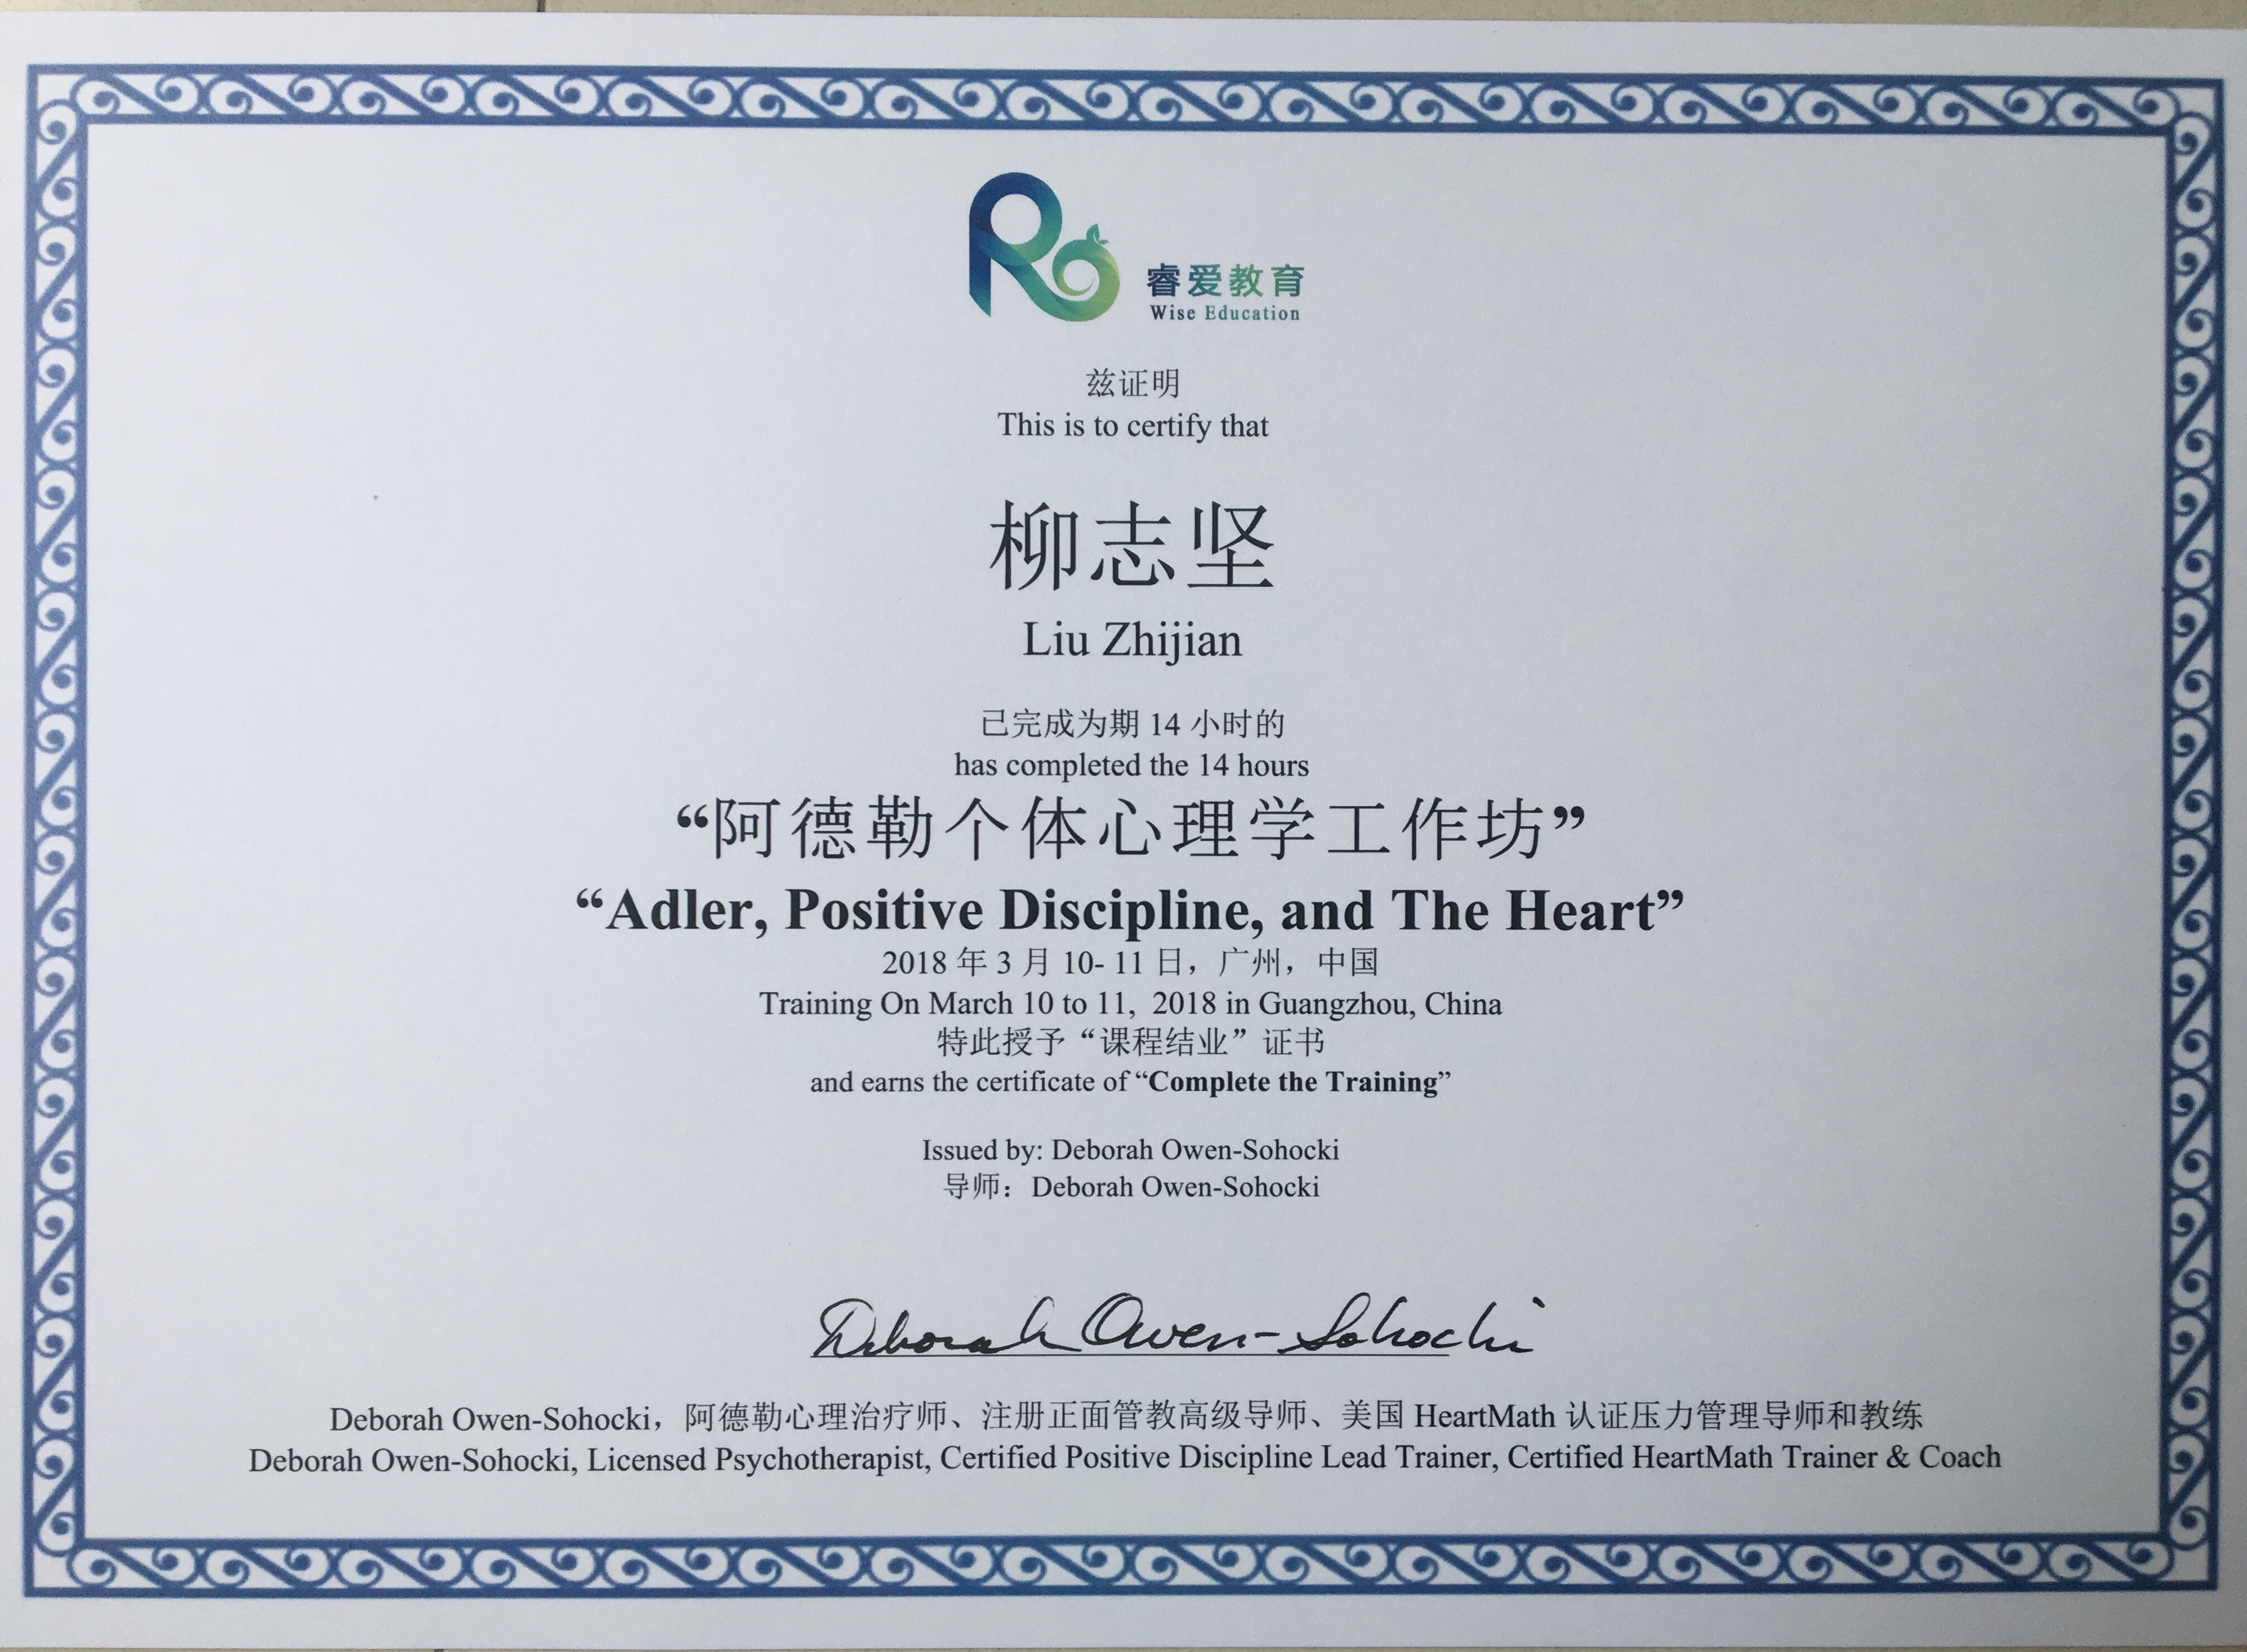 睿爱教育
Wise Education
兹证明
This is to certify that
柳志坚
Liu Zhijian
已完成为期 14 小时的
has completed the 14 hours
“阿德勒个体心理学工作坊”
“Adler, Positive Discipline, and The Heart”
2018 年 3 月 10- 11 日，广州，中国
Training On March 10 to 11, 2018 in Guangzhou, China
特此授予“课程结业”证书
and earns the certificate of “Complete the Training”
Issued by: Deborah Owen-Sohocki
导师：Deborah Owen-Sohocki
Deborah Owen-Sohocki
Deborah Owen-Sohocki，阿德勒心理治疗师、注册正面管教高级导师、美国 HeartMath 认证压力管理导师和教练
Deborah Owen-Sohocki, Licensed Psychotherapist, Certified Positive Discipline Lead Trainer, Certified HeartMath Trainer & Coach